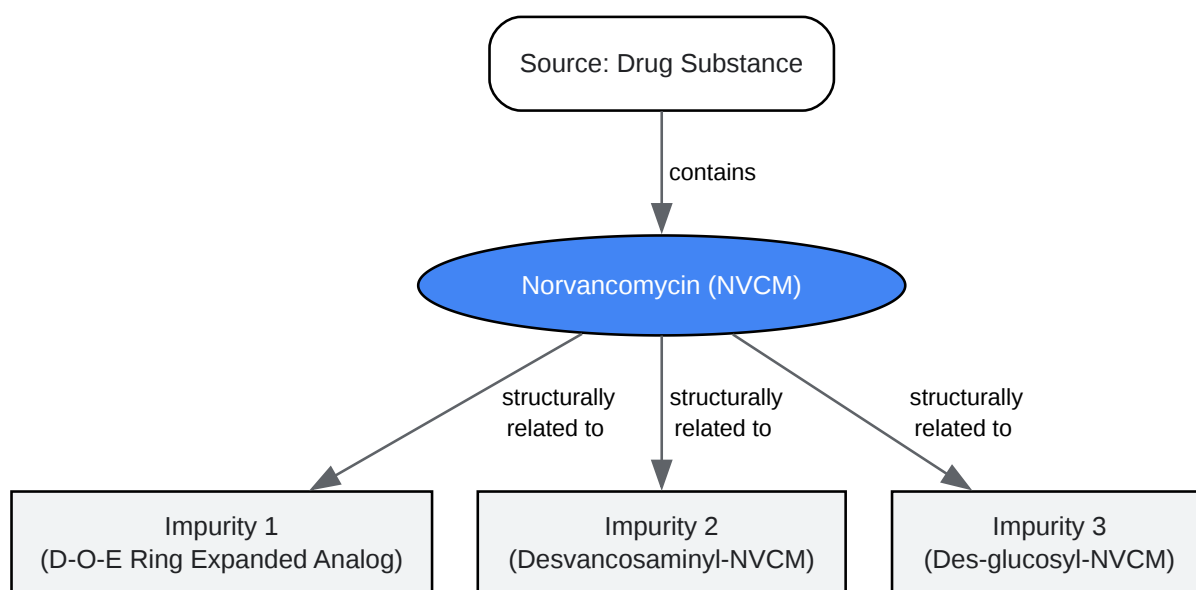 Source: Drug Substance
contains
Norvancomycin (NVCM)
structurally
related to
structurally
related to
structurally
related to
Impurity 1
(D-O-E Ring Expanded Analog)
Impurity 2
(Desvancosaminyl-NVCM)
Impurity 3
(Des-glucosyl-NVCM)